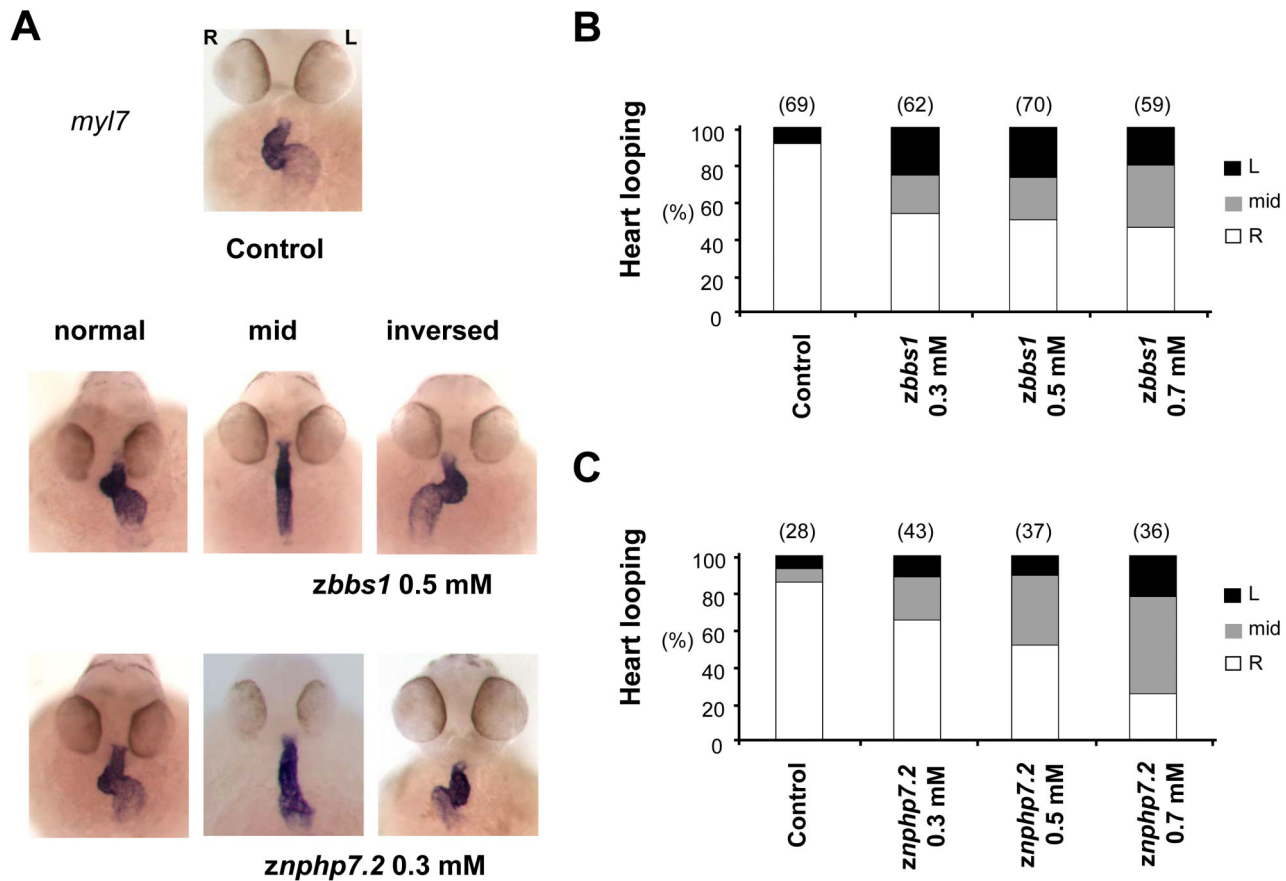 A
R L
myl7
Control
normal mid inversed
zbbs1 0.5 mM
znphp7.2 0.3 mM
B
(69) (62) (70) (59)
Heart looping
(%)
100
80
60
40
20
0
L
mid
R
Control
zbbs1
0.3 mM
zbbs1
0.5 mM
zbbs1
0.7 mM
C
(28) (43) (37) (36)
Heart looping
(%)
100
80
60
40
20
0
L
mid
R
Control
znphp7.2
0.3 mM
znphp7.2
0.5 mM
znphp7.2
0.7 mM